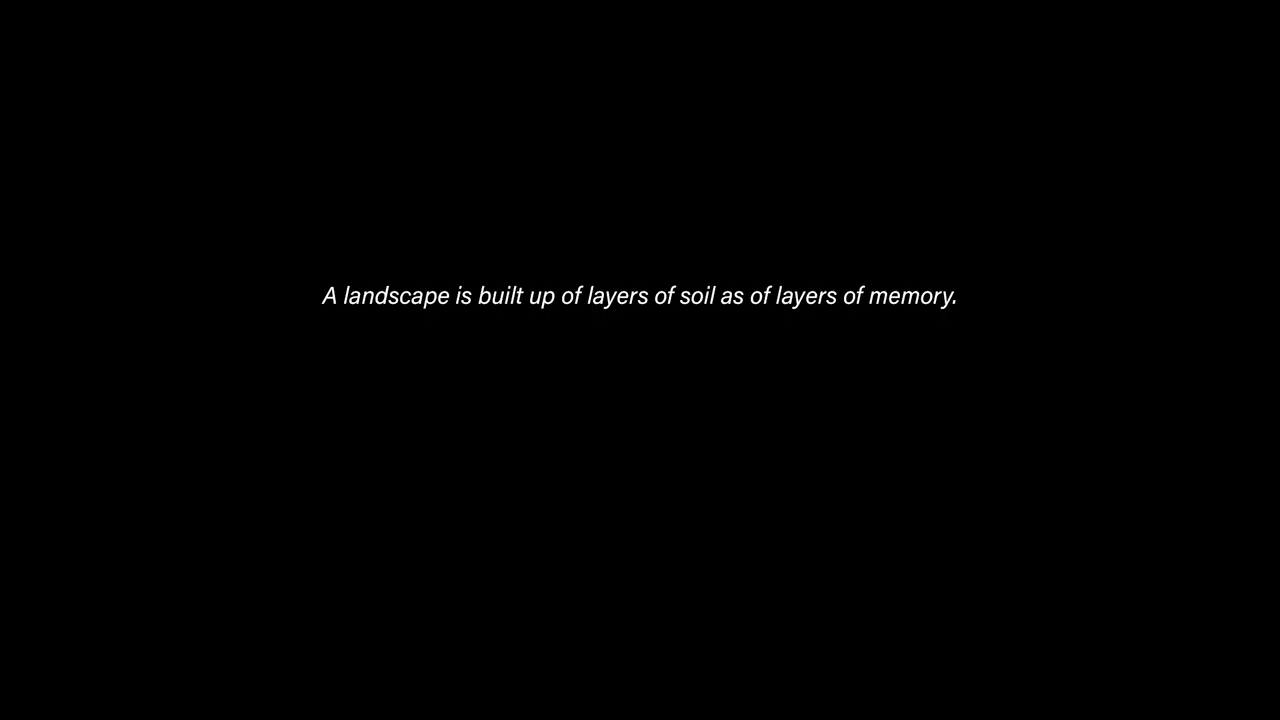 A landscape is built up of layers of soil as of layers of memory.